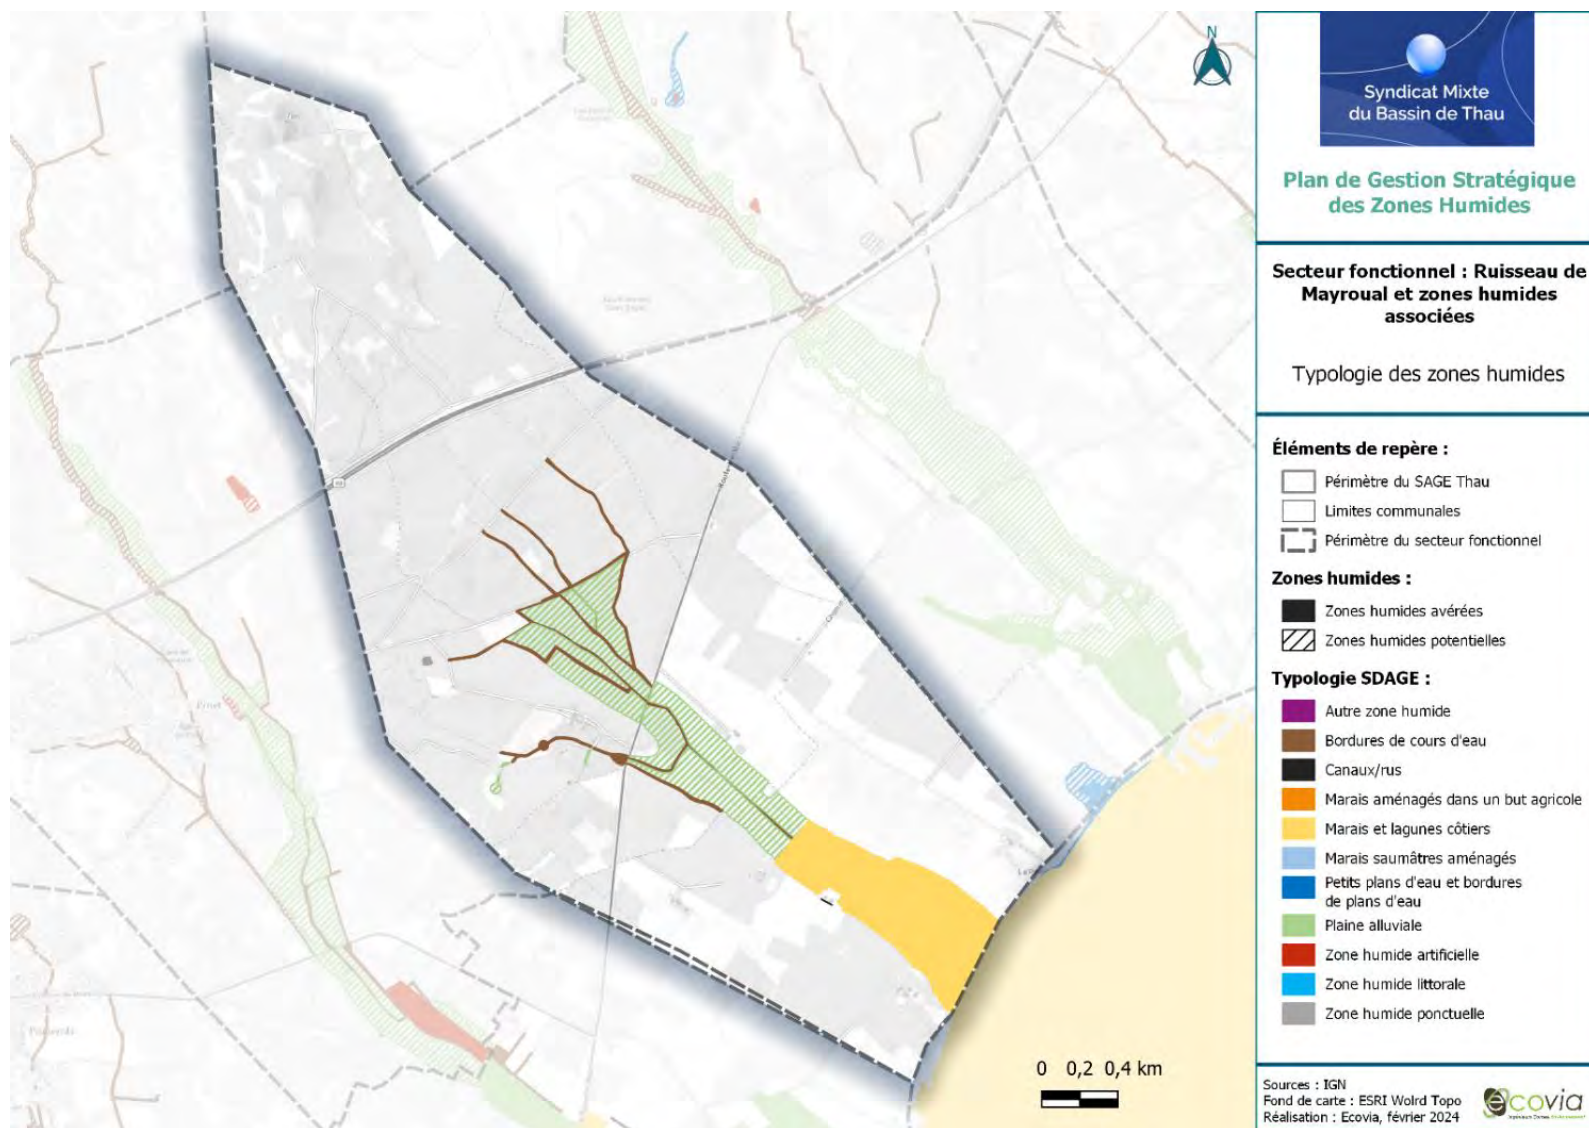 N
Syndicat Mixte
du Bassin de Thau
Plan de Gestion Stratégique
des Zones Humides
Secteur fonctionnel : Ruisseau de
Mayroual et zones humides
associées
Typologie des zones humides
Éléments de repère :
Périmètre du SAGE Thau
Limites communales
Périmètre du secteur fonctionnel
Zones humides :
Zones humides avérées
Zones humides potentielles
Typologie SDAGE :
Autre zone humide
Bordures de cours d'eau
Canaux/rus
Marais aménagés dans un but agricole
Marais et lagunes côtiers
Marais saumâtres aménagés
Petits plans d'eau et bordures
de plans d'eau
Plaine alluviale
Zone humide artificielle
Zone humide littorale
Zone humide ponctuelle
0 0,2 0,4 km
Sources : IGN
Fond de carte : ESRI Wolrd Topo
Réalisation : Ecovia, février 2024
ecovia